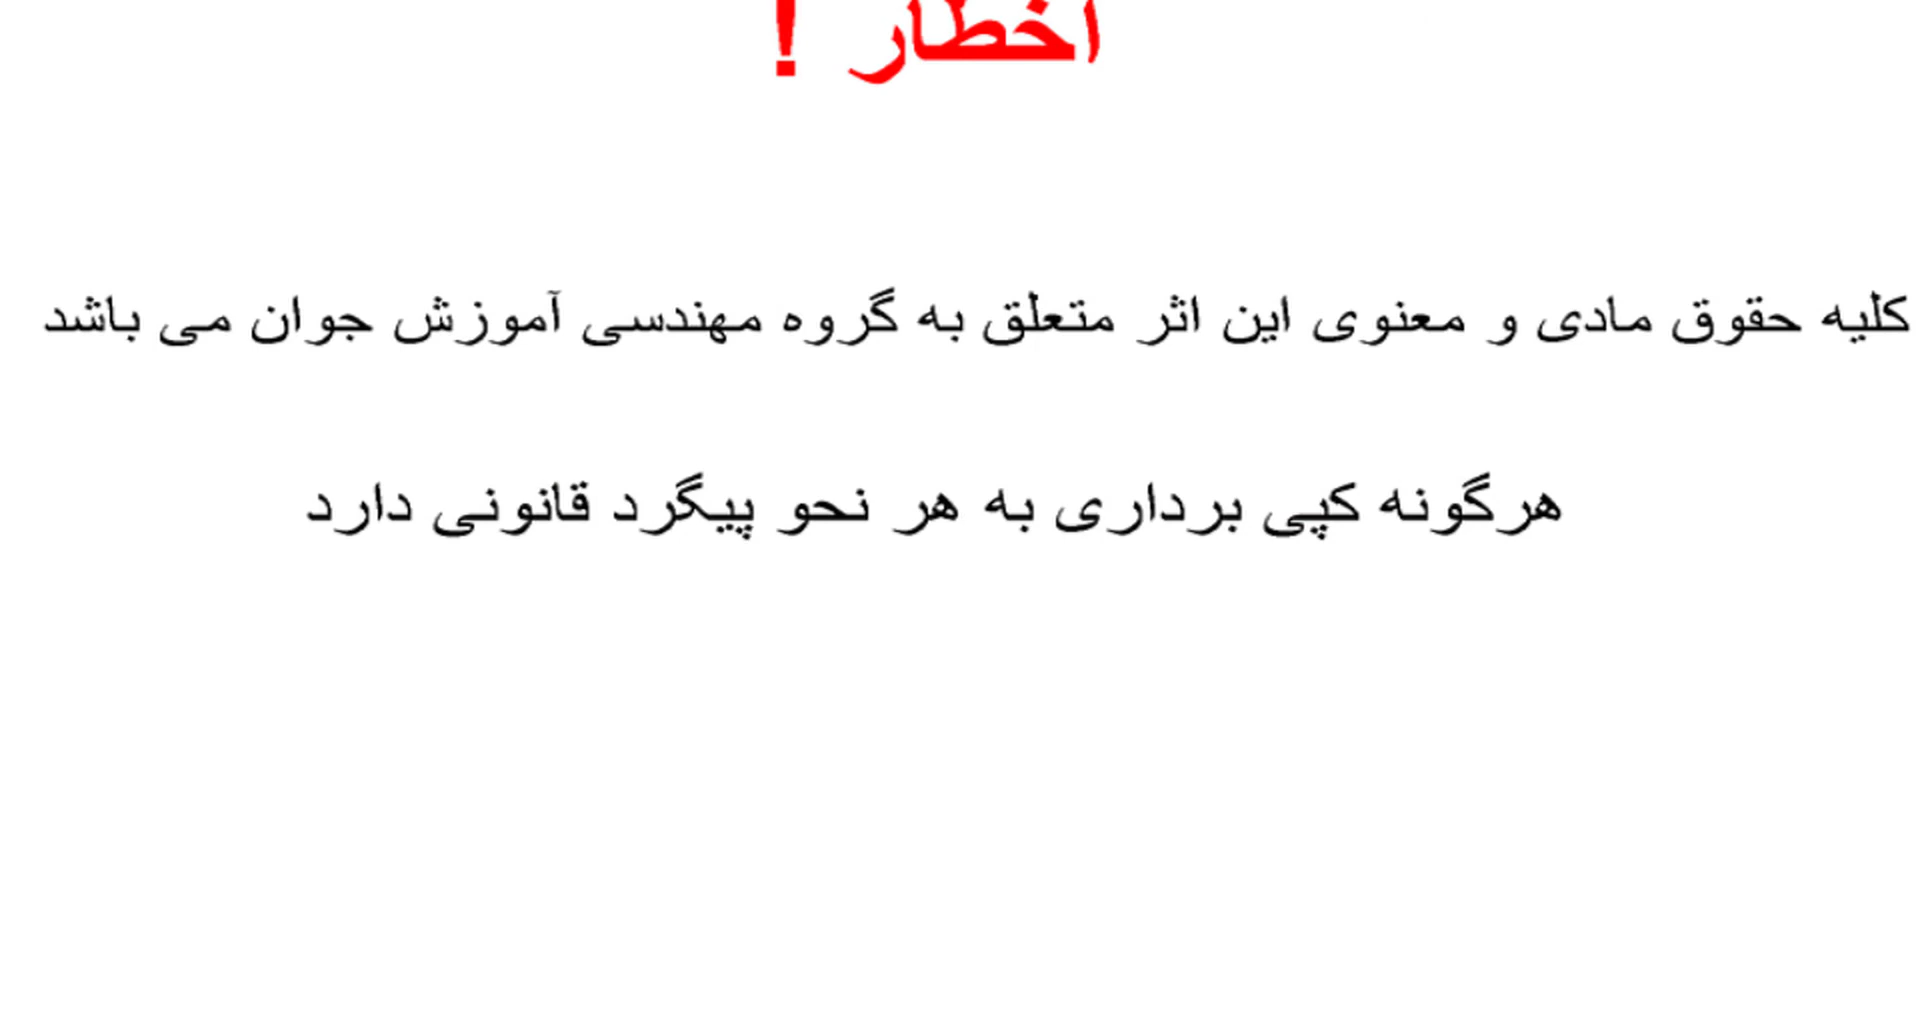 اخطار !
کلیه حقوق مادی و معنوی این اثر متعلق به گروه مهندسی آموزش جوان می باشد
هرگونه کپی برداری به هر نحو پیگرد قانونی دارد